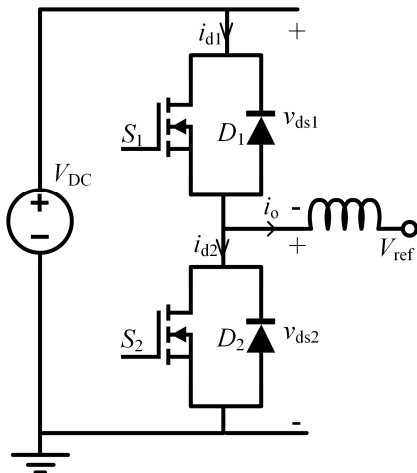 i_d1
+
S_1
D_1
v_ds1
V_DC
+
-
i_o
-
+
V_ref
i_d2
S_2
D_2
v_ds2
-